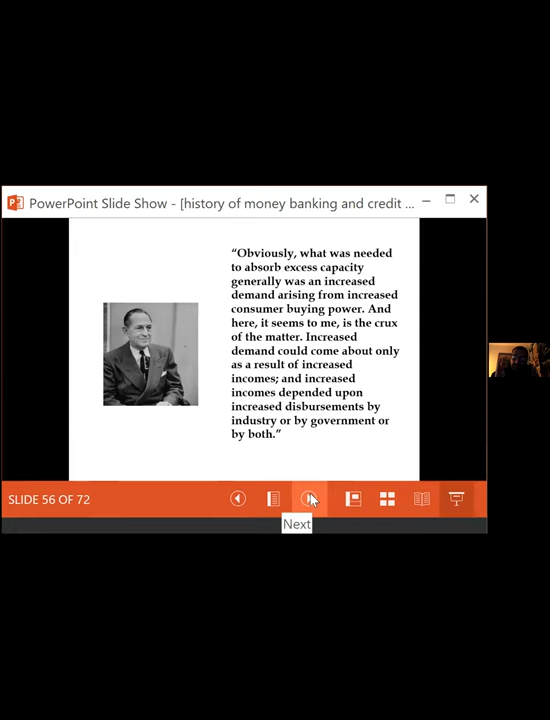 PowerPoint Slide Show - [history of money banking and credit ...
“Obviously, what was needed
to absorb excess capacity
generally was an increased
demand arising from increased
consumer buying power. And
here, it seems to me, is the crux
of the matter. Increased
demand could come about only
as a result of increased
incomes; and increased
incomes depended upon
increased disbursements by
industry or by government or
by both.”
SLIDE 56 OF 72
Next